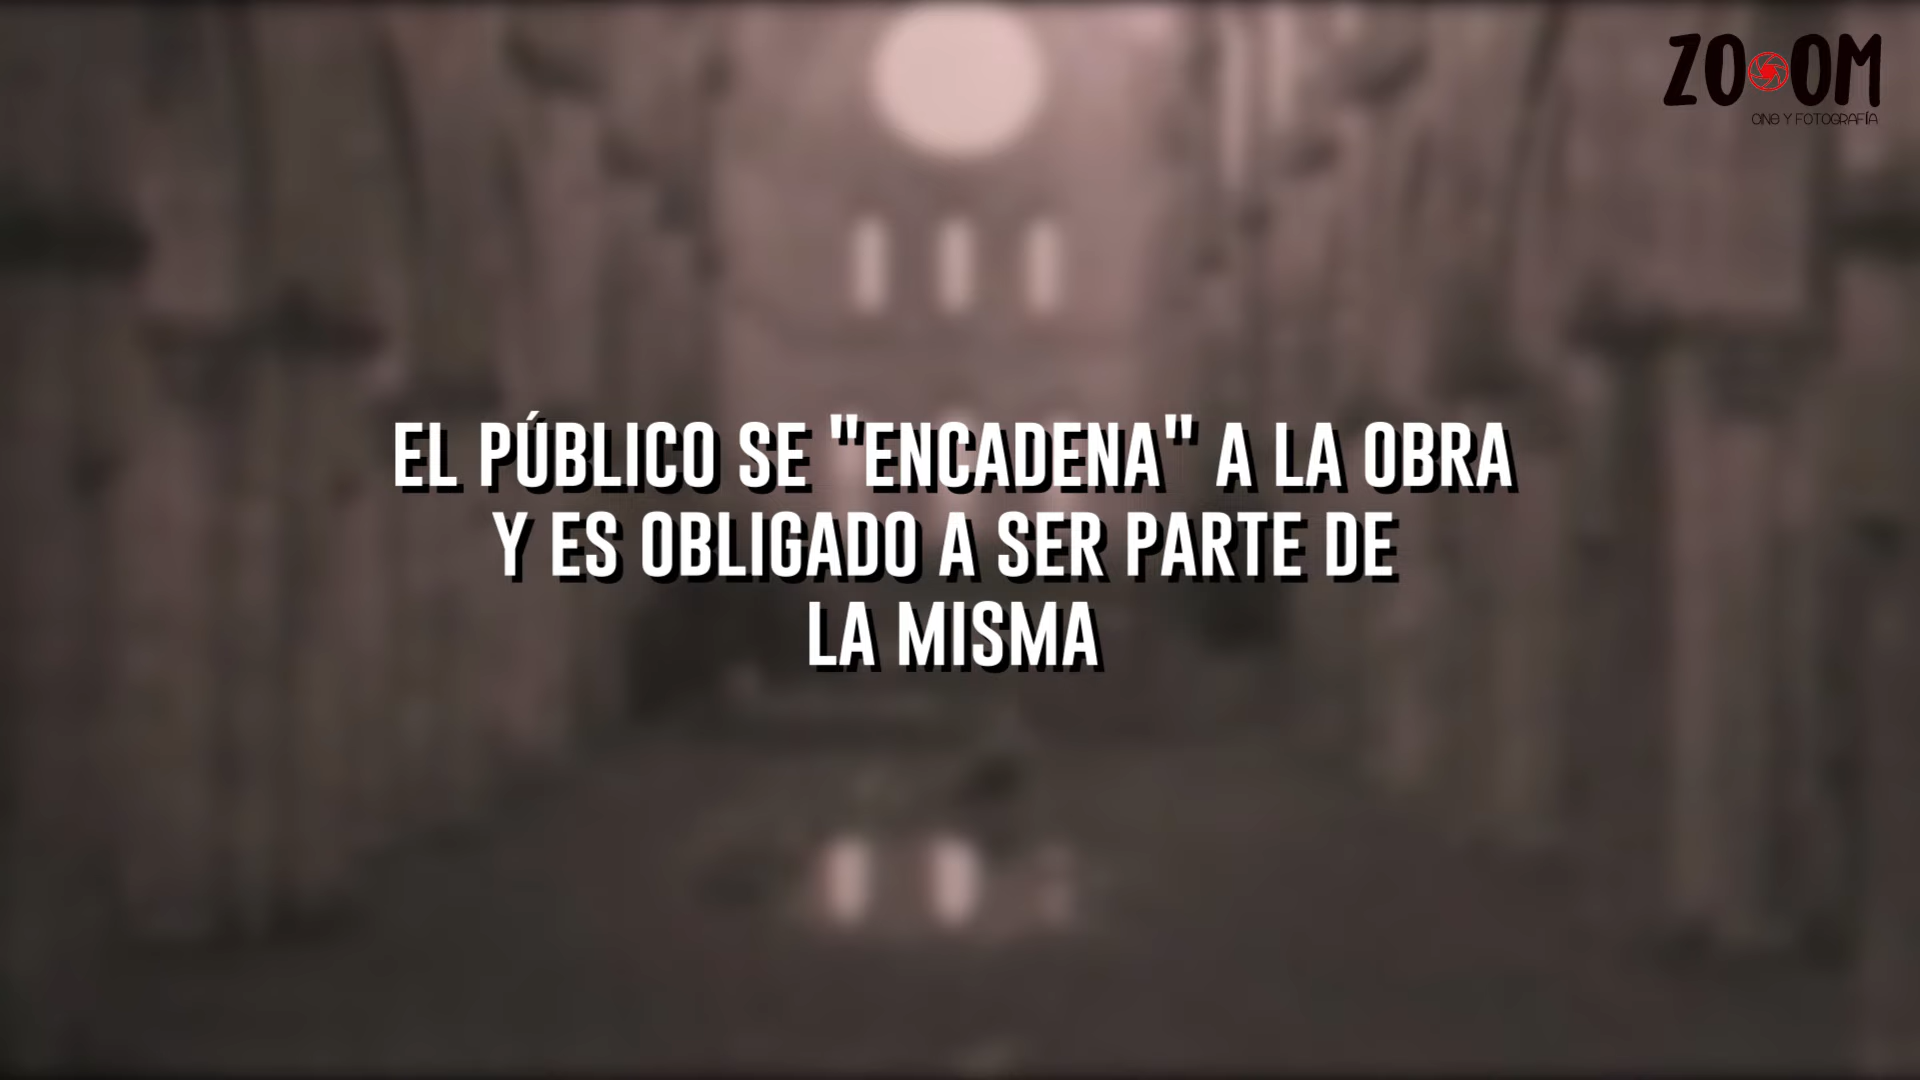 ZOOM
CINE Y FOTOGRAFÍA
EL PÚBLICO SE "ENCADENA" A LA OBRA
Y ES OBLIGADO A SER PARTE DE
LA MISMA